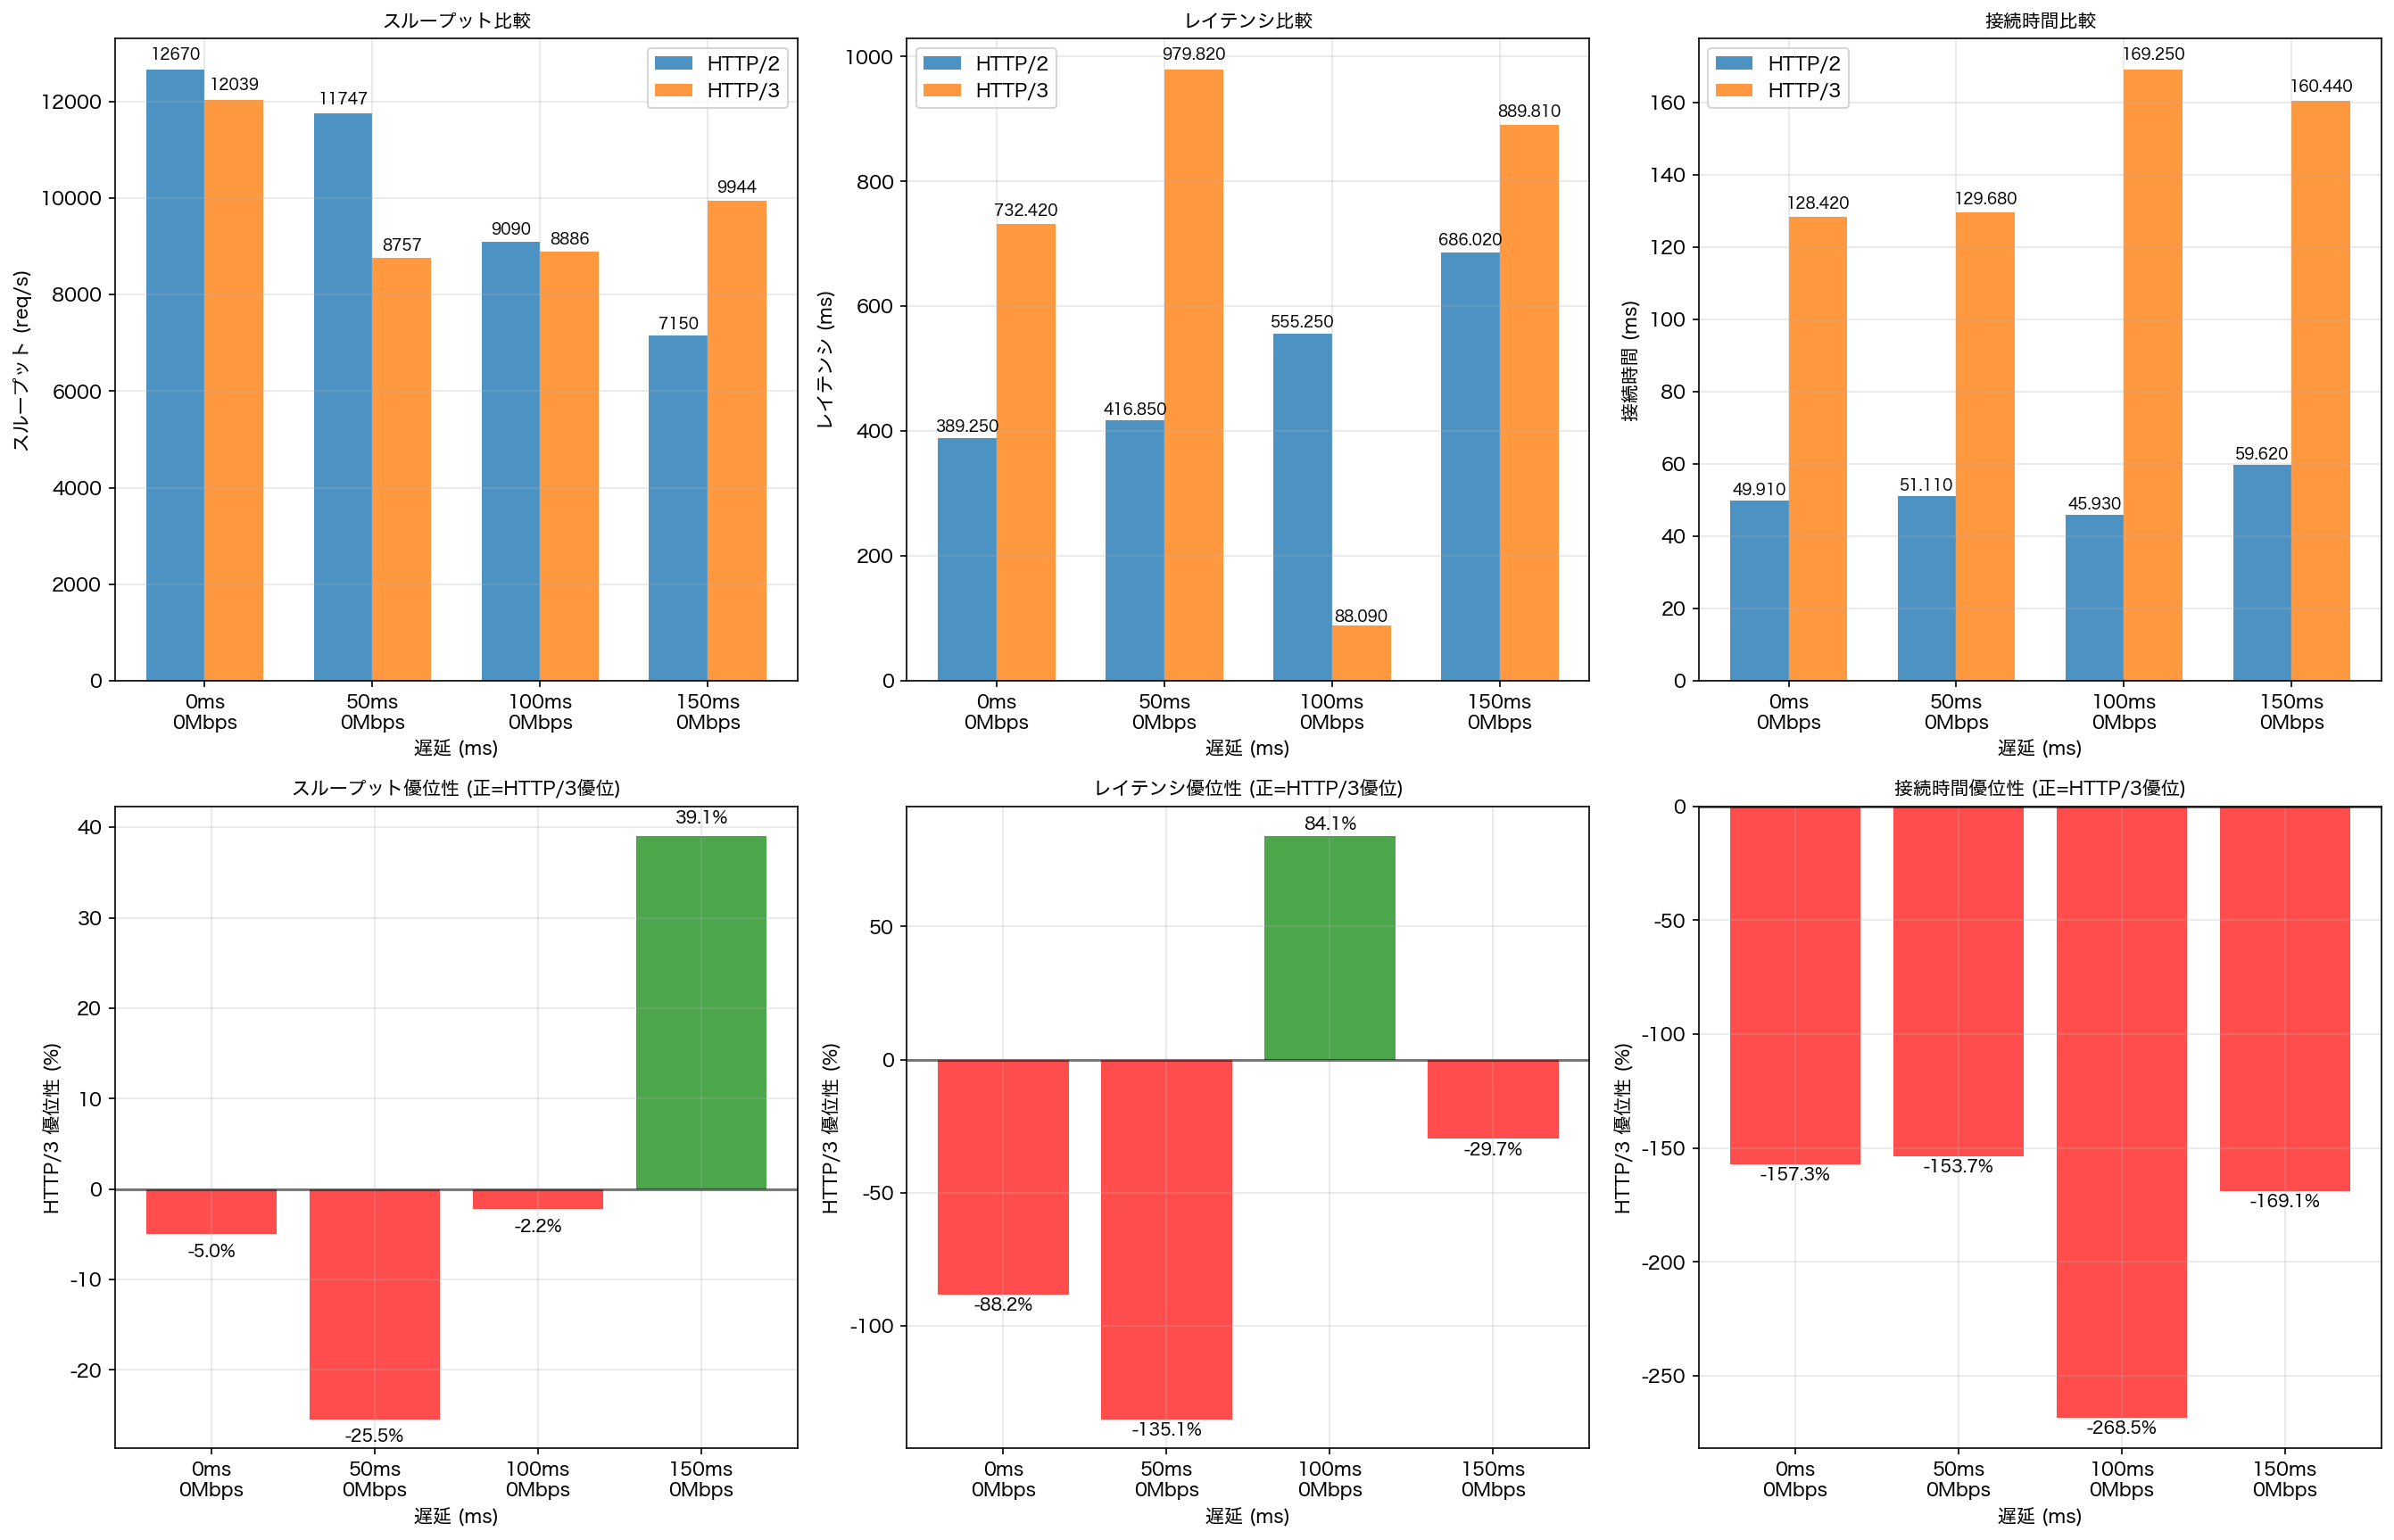 スループット比較
12670
12039
11747
8757
9090
8886
7150
9944
HTTP/2
HTTP/3
スループット (req/s)
12000
10000
8000
6000
4000
2000
0
0ms
0Mbps
50ms
0Mbps
100ms
0Mbps
150ms
0Mbps
遅延 (ms)
レイテンシ比較
HTTP/2
HTTP/3
389.250
732.420
416.850
979.820
555.250
88.090
686.020
889.810
レイテンシ (ms)
1000
800
600
400
200
0
0ms
0Mbps
50ms
0Mbps
100ms
0Mbps
150ms
0Mbps
遅延 (ms)
接続時間比較
HTTP/2
HTTP/3
49.910
128.420
51.110
129.680
45.930
169.250
59.620
160.440
接続時間 (ms)
160
140
120
100
80
60
40
20
0
0ms
0Mbps
50ms
0Mbps
100ms
0Mbps
150ms
0Mbps
遅延 (ms)
スループット優位性 (正=HTTP/3優位)
-5.0%
-25.5%
-2.2%
39.1%
HTTP/3 優位性 (%)
40
30
20
10
0
-10
-20
0ms
0Mbps
50ms
0Mbps
100ms
0Mbps
150ms
0Mbps
遅延 (ms)
レイテンシ優位性 (正=HTTP/3優位)
-88.2%
-135.1%
84.1%
-29.7%
HTTP/3 優位性 (%)
50
0
-50
-100
0ms
0Mbps
50ms
0Mbps
100ms
0Mbps
150ms
0Mbps
遅延 (ms)
接続時間優位性 (正=HTTP/3優位)
-157.3%
-153.7%
-268.5%
-169.1%
HTTP/3 優位性 (%)
0
-50
-100
-150
-200
-250
0ms
0Mbps
50ms
0Mbps
100ms
0Mbps
150ms
0Mbps
遅延 (ms)